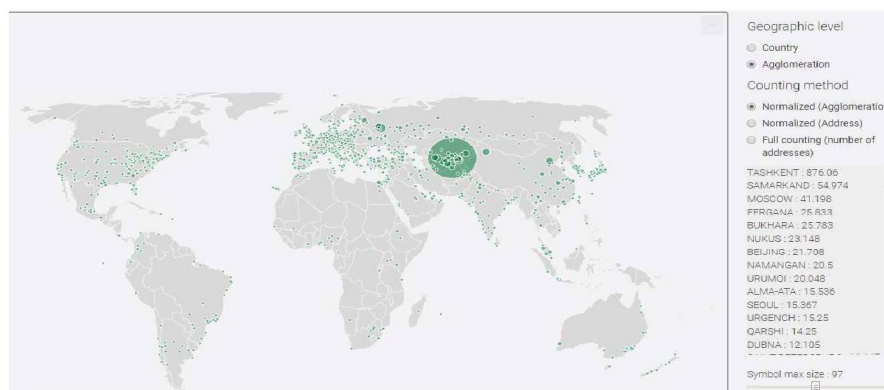 Geographic level
Country
Agglomeration
Counting method
Normalized (Agglomeratio
Normalized (Address)
Full counting (number of
addresses)
TASHKENT : 876.06
SAMARKAND : 54.974
MOSCOW : 41.198
FERGANA : 25.833
BUKHARA : 25.783
NUKUS : 23.148
BEIJING : 21.708
NAMANGAN : 20.5
URUMQI : 20.048
ALMA-ATA : 15.536
SEOUL : 15.367
URGENCH : 15.25
QARSHI : 14.25
DUBNA : 12.105
Symbol max size : 97